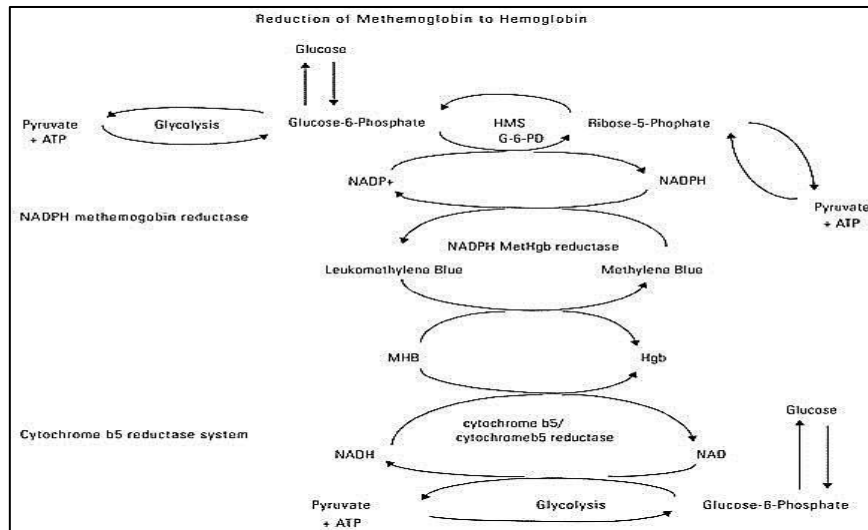 Reduction of Methemoglobin to Hemoglobin
Glucose
Pyruvate
+ ATP
Glycolysis
Glucose-6-Phosphate
HMS
G-6-PD
Ribose-5-Phophate
NADP+
NADPH
Pyruvate
+ ATP
NADPH methemogobin reductase
NADPH MetHgb reductase
Leukomethylene Blue
Methylene Blue
MHB
Hgb
Glucose
Cytochrome b5 reductase system
cytochrome b5/
cytochromeb5 reductase
NADH
NAD
Pyruvate
+ ATP
Glycolysis
Glucose-6-Phosphate